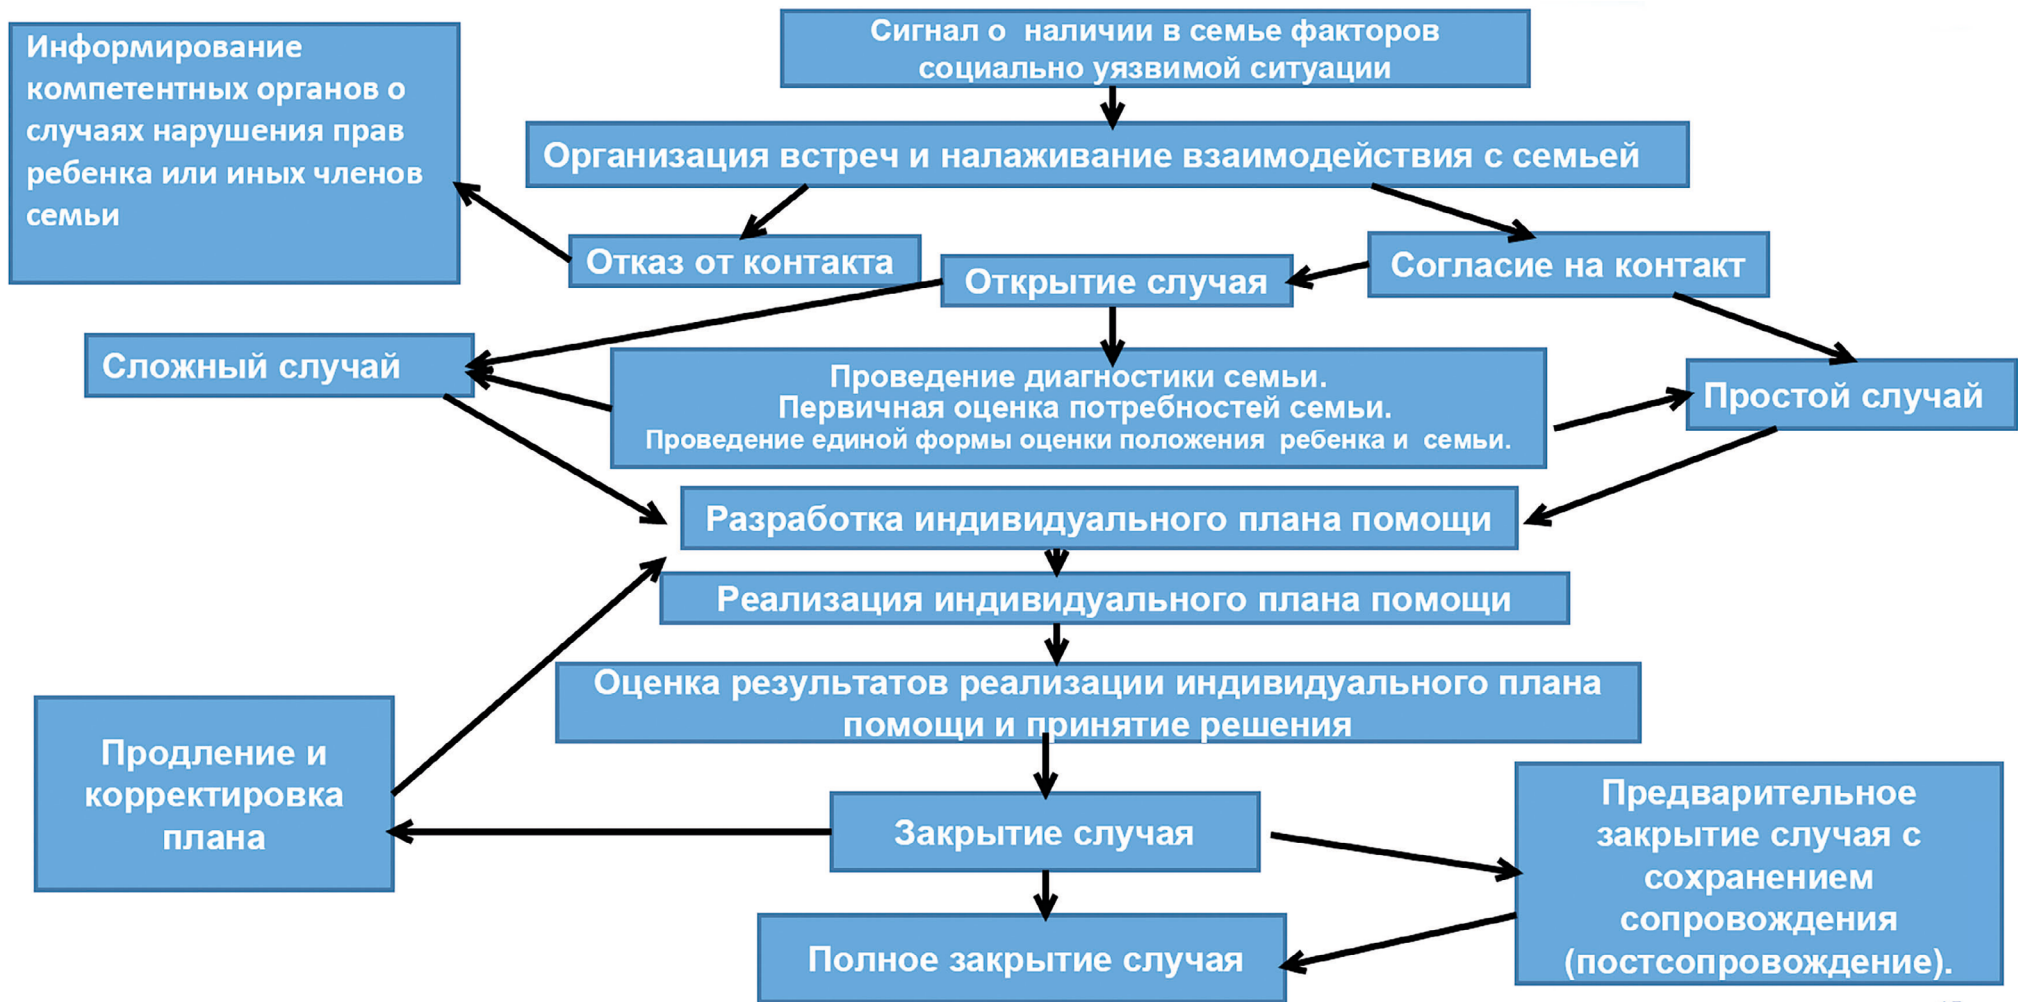 Информирование
компетентных органов о
случаях нарушения прав
ребенка или иных членов
семьи
Сигнал о наличии в семье факторов
социально уязвимой ситуации
Организация встреч и налаживание взаимодействия с семьей
Отказ от контакта
Открытие случая
Согласие на контакт
Сложный случай
Проведение диагностики семьи.
Первичная оценка потребностей семьи.
Проведение единой формы оценки положения ребенка и семьи.
Простой случай
Разработка индивидуального плана помощи
Реализация индивидуального плана помощи
Оценка результатов реализации индивидуального плана
помощи и принятие решения
Продление и
корректировка
плана
Закрытие случая
Предварительное
закрытие случая с
сохранением
сопровождения
(постсопровождение).
Полное закрытие случая